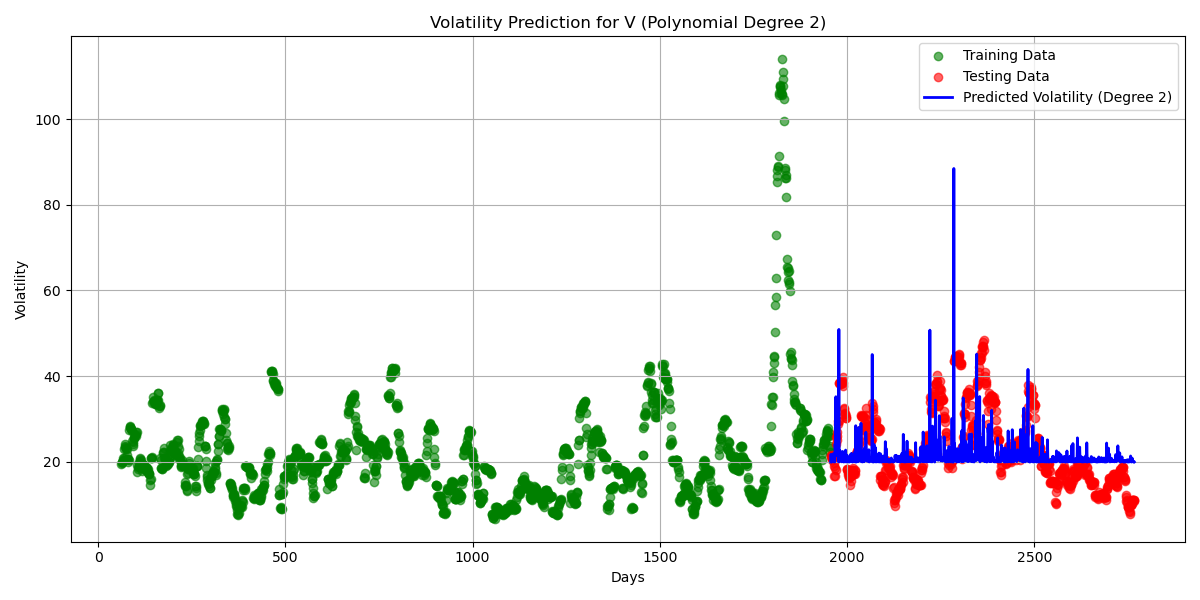 Volatility Prediction for V (Polynomial Degree 2)
Training Data
Testing Data
Predicted Volatility (Degree 2)
Volatility
100
80
60
40
20
0
500
1000
1500
2000
2500
Days